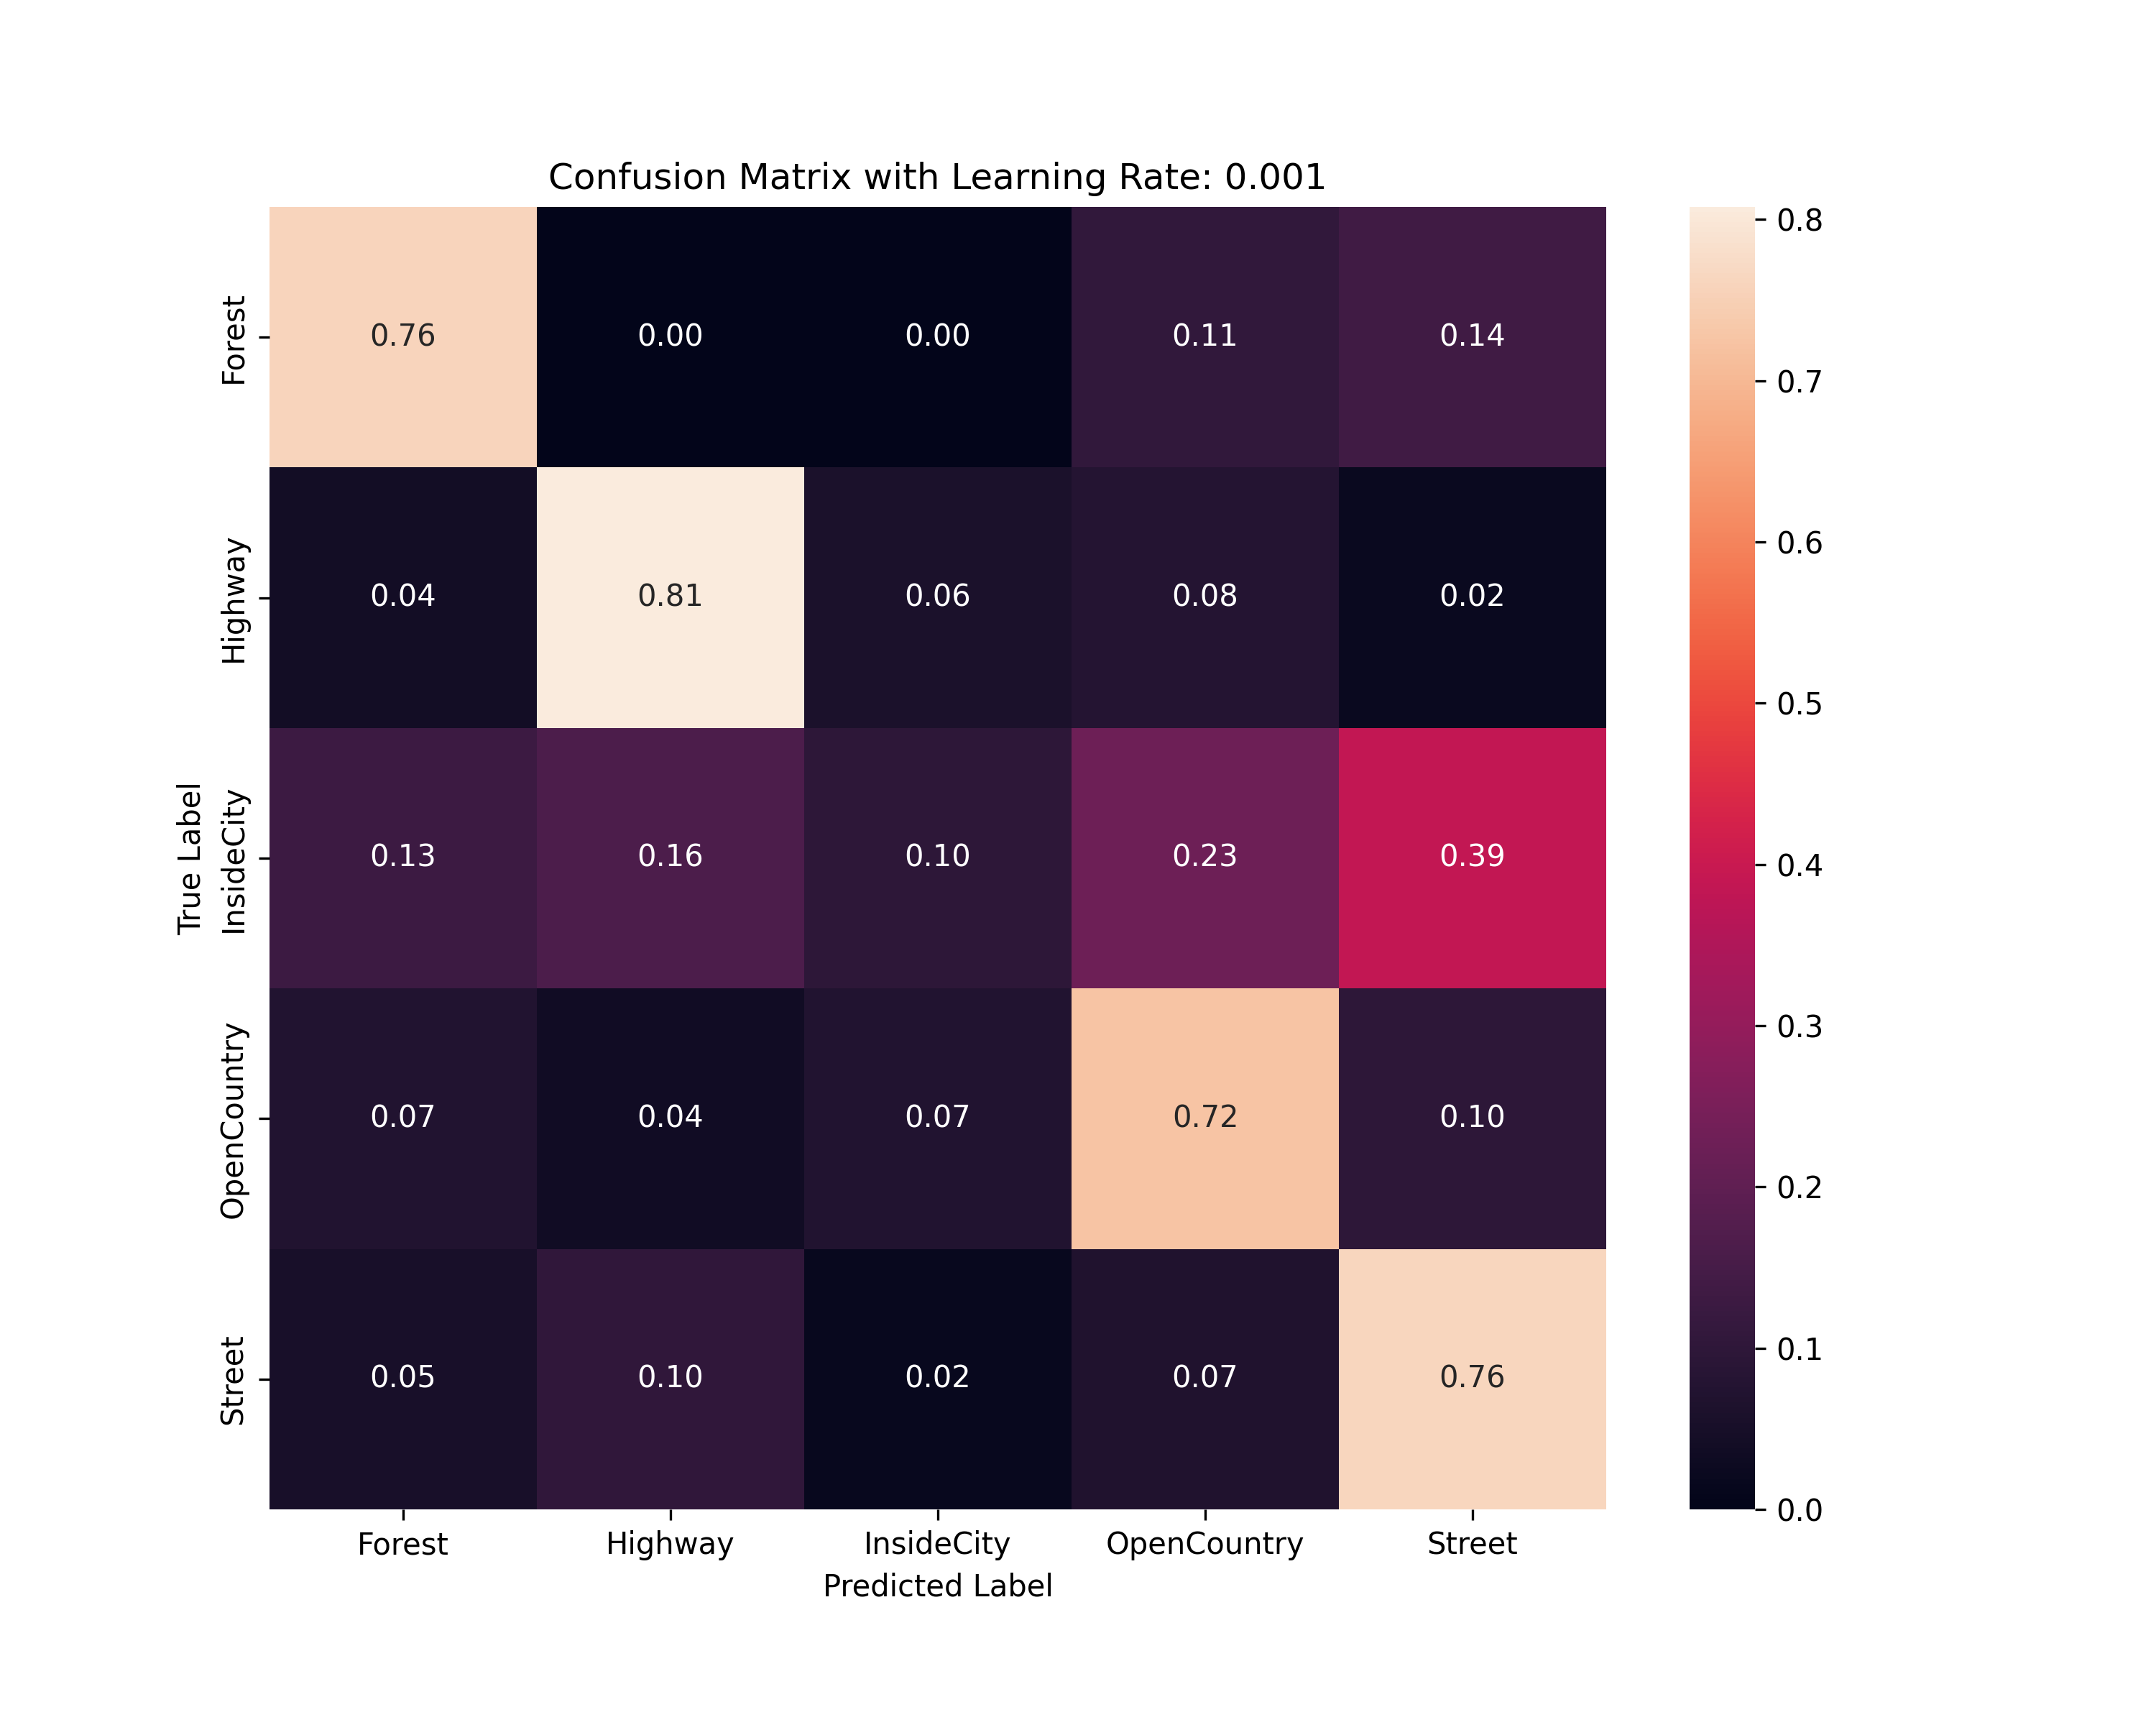 Confusion Matrix with Learning Rate: 0.001
True Label
Forest
0.76 0.00 0.00 0.11 0.14
Highway
0.04 0.81 0.06 0.08 0.02
InsideCity
0.13 0.16 0.10 0.23 0.39
OpenCountry
0.07 0.04 0.07 0.72 0.10
Street
0.05 0.10 0.02 0.07 0.76
Forest Highway InsideCity OpenCountry Street
Predicted Label
0.8
0.7
0.6
0.5
0.4
0.3
0.2
0.1
0.0